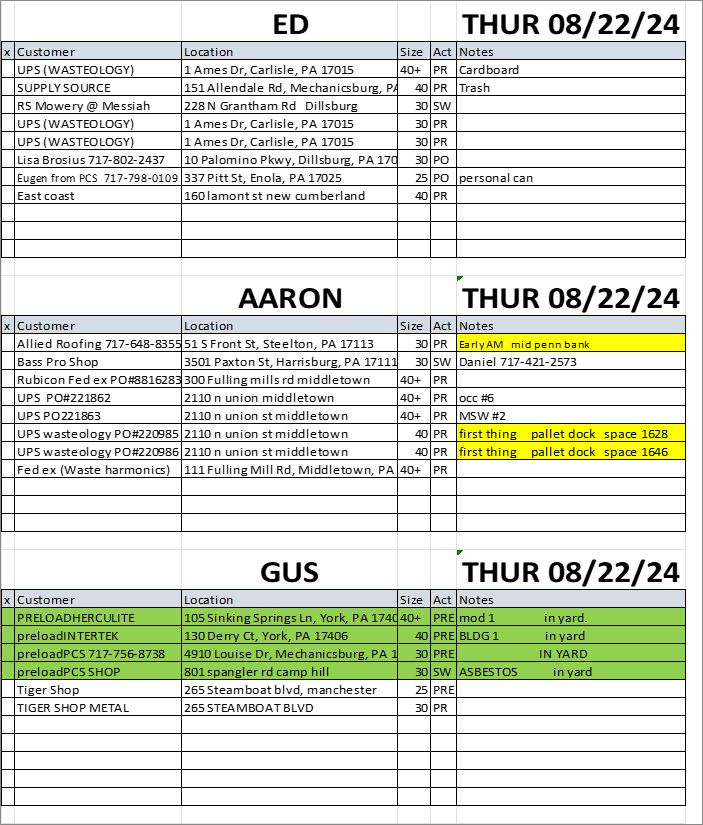 ED THUR 08/22/24
x Customer Location Size Act Notes
UPS (WASTEOLOGY) 1 Ames Dr, Carlisle, PA 17015 40+ PR Cardboard
SUPPLY SOURCE 151 Allendale Rd, Mechanicsburg, PA 40 PR Trash
RS Mowery @ Messiah 228 N Grantham Rd Dillsburg 30 SW
UPS (WASTEOLOGY) 1 Ames Dr, Carlisle, PA 17015 30 PR
UPS (WASTEOLOGY) 1 Ames Dr, Carlisle, PA 17015 30 PR
Lisa Brosius 717-802-2437 10 Palomino Pkwy, Dillsburg, PA 170 30 PO
Eugen from PCS 717-798-0109 337 Pitt St, Enola, PA 17025 25 PO personal can
East coast 160 lamont st new cumberland 40 PR
AARON THUR 08/22/24
x Customer Location Size Act Notes
Allied Roofing 717-648-8355 51 S Front St, Steelton, PA 17113 30 PR Early AM mid penn bank
Bass Pro Shop 3501 Paxton St, Harrisburg, PA 17111 30 SW Daniel 717-421-2573
Rubicon Fed ex PO#8816283 300 Fulling mills rd middletown 40+ PR
UPS PO#221862 2110 n union middletown 40+ PR occ #6
UPS PO221863 2110 n union st middletown 40+ PR MSW #2
UPS wasteology PO#220985 2110 n union st middletown 40 PR first thing pallet dock space 1628
UPS wasteology PO#220986 2110 n union st middletown 40 PR first thing pallet dock space 1646
Fed ex (Waste harmonics) 111 Fulling Mill Rd, Middletown, PA 40+ PR
GUS THUR 08/22/24
x Customer Location Size Act Notes
PRELOADHERCULITE 105 Sinking Springs Ln, York, PA 1740 40+ PRE mod 1 in yard.
preloadINTERTEK 130 Derry Ct, York, PA 17406 40 PRE BLDG 1 in yard
preloadPCS 717-756-8738 4910 Louise Dr, Mechanicsburg, PA 1 30 PRE IN YARD
preloadPCS SHOP 801 spangler rd camp hill 30 SW ASBESTOS in yard
Tiger Shop 265 Steamboat blvd, manchester 25 PRE
TIGER SHOP METAL 265 STEAMBOAT BLVD 30 PR